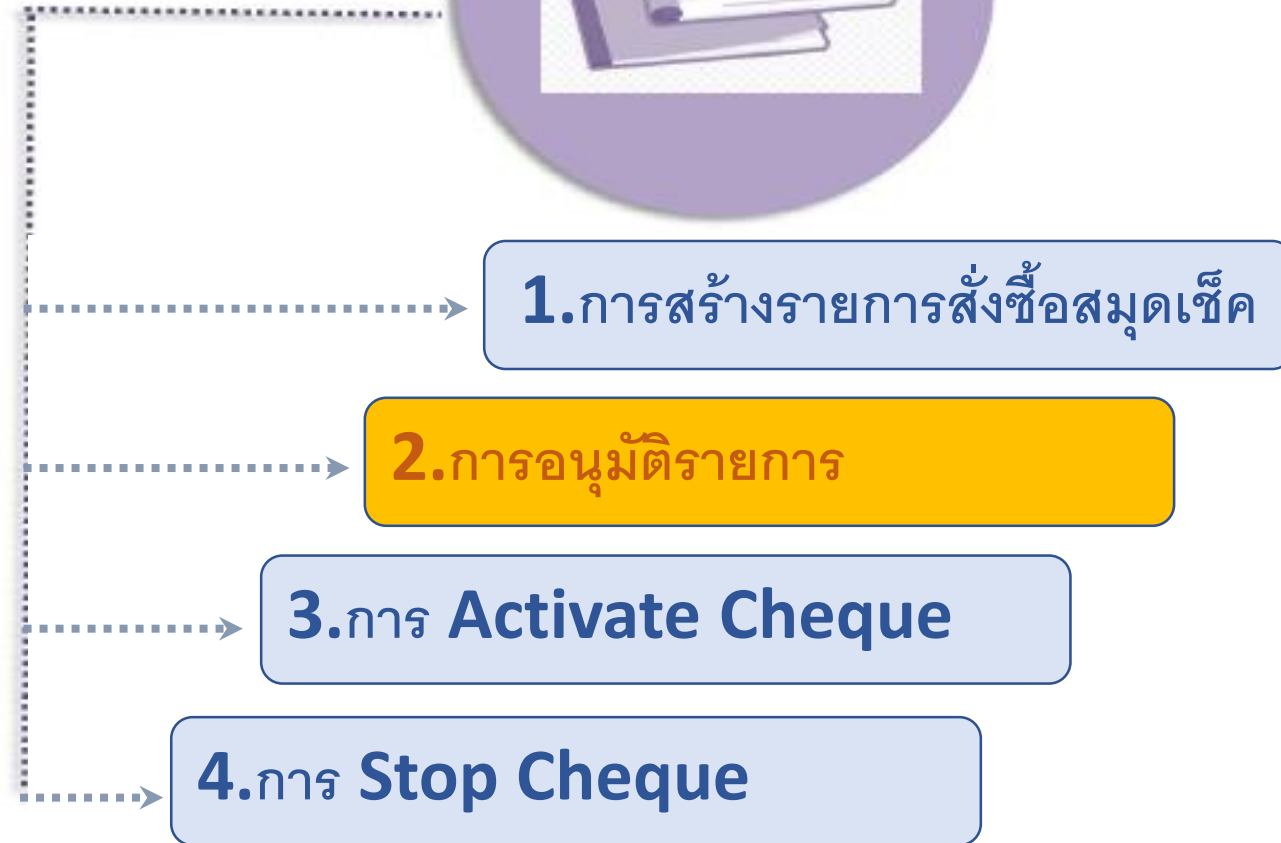 1.การสร้างรายการสั่งซื้อสมุดเช็ค
2.การอนุมัติรายการ
3.การ Activate Cheque
4.การ Stop Cheque